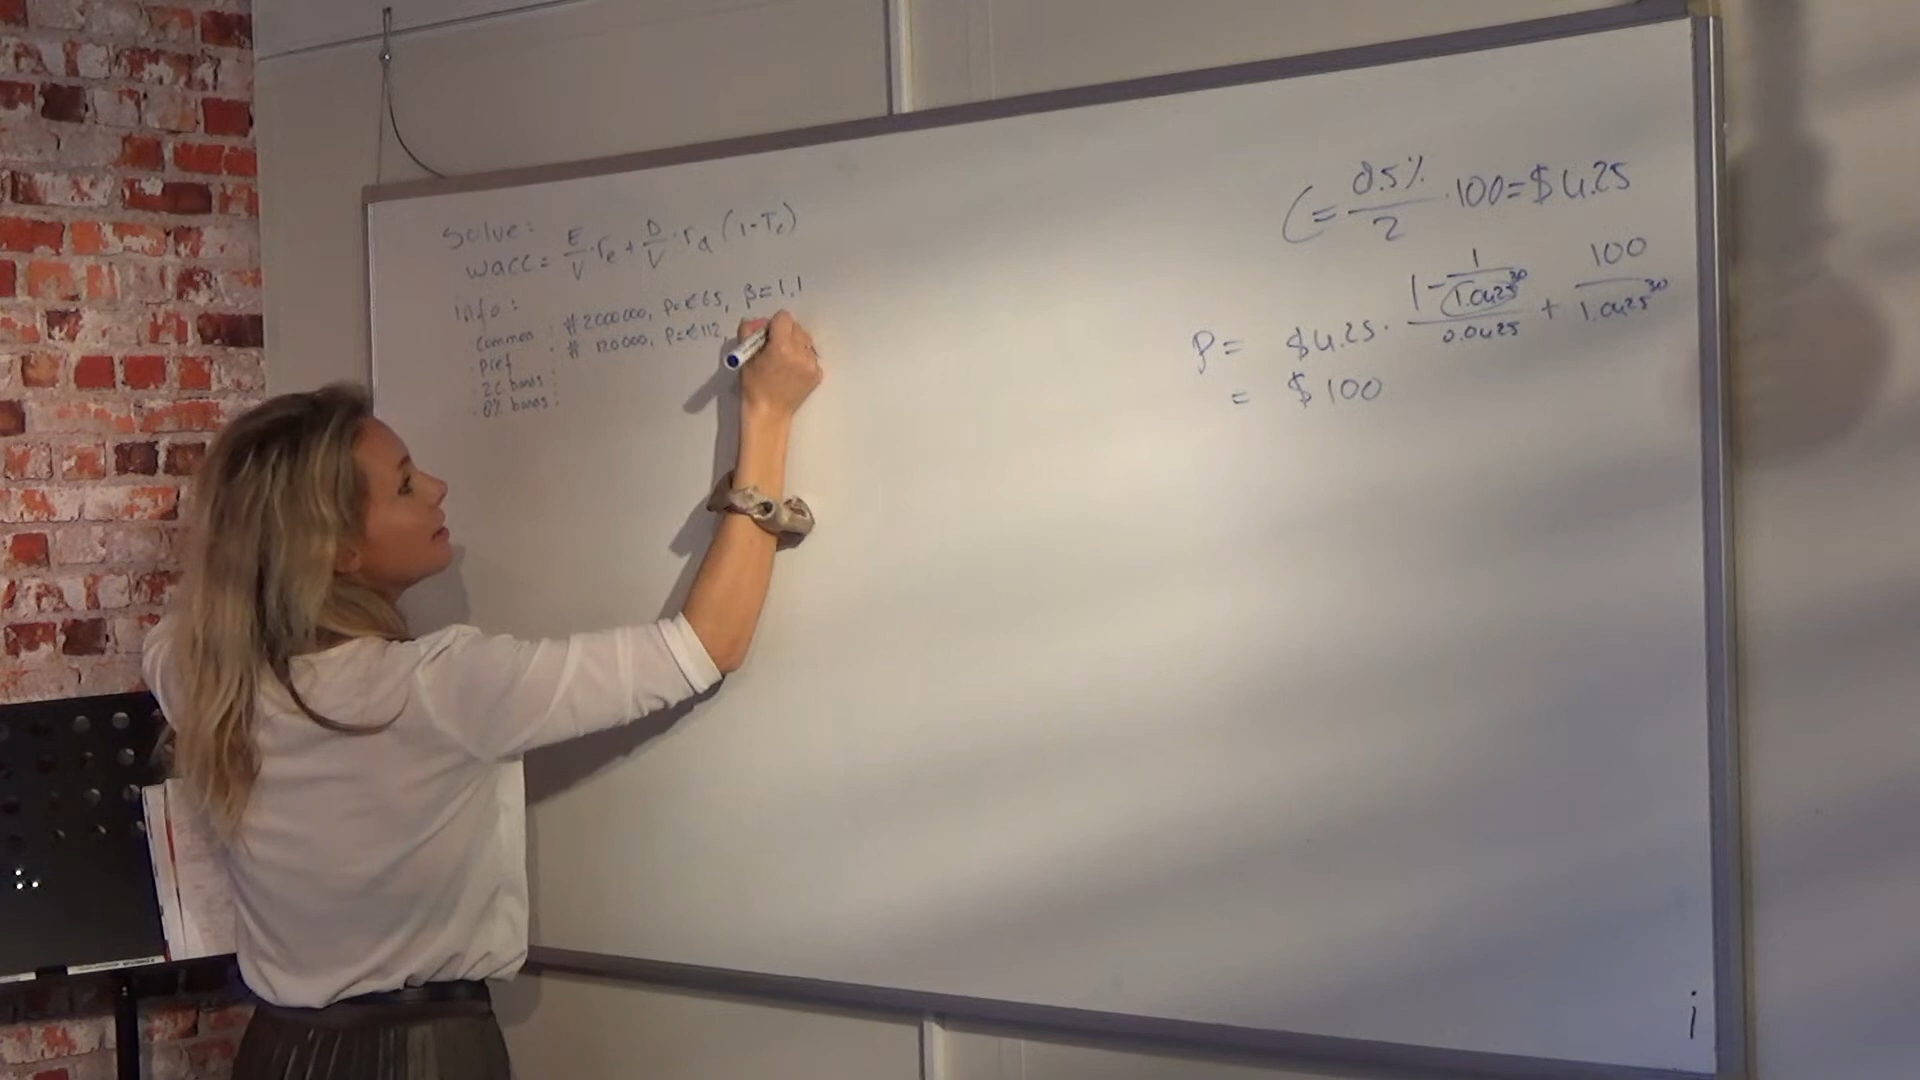 Solve:
WACC = E/V · re + D/V · rd (1-Tc)
info:
· Common : # 2000000, P=€65, β=1.1
· Pref : # 120000, P=€112,
· ZC bonds :
· 8% bonds :
C = 8.5%/2 · 100 = $4.25
P = $4.25 · (1 - 1/(1.0425)^30)/0.0425 + 100/1.0425^30
= $100
i